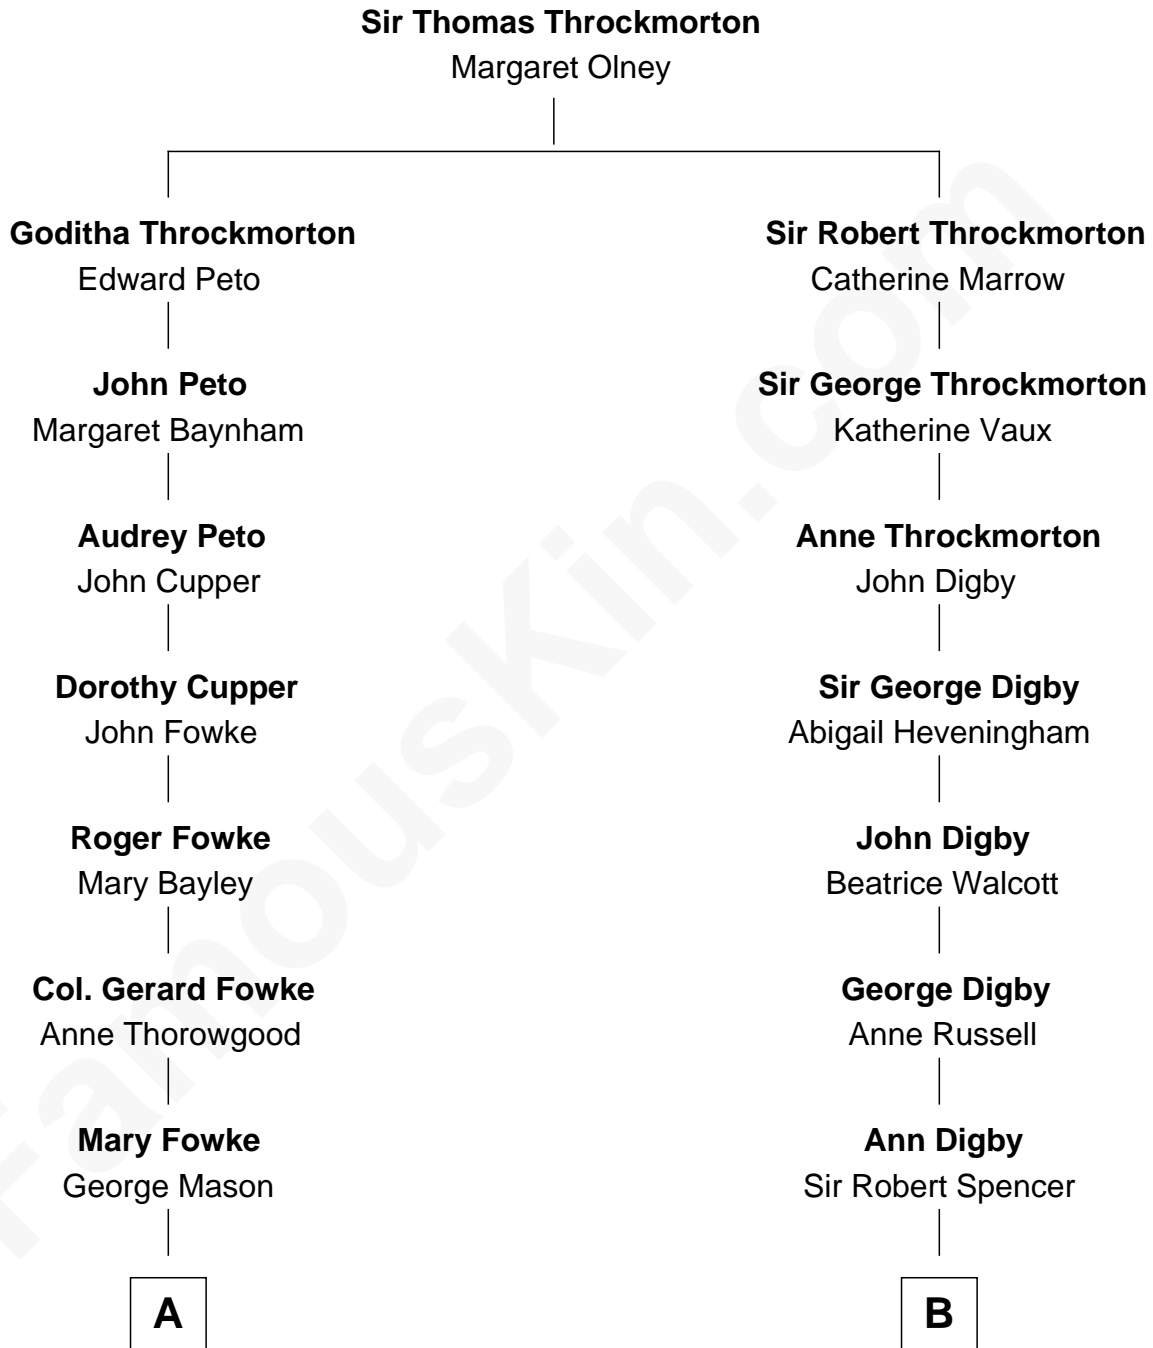 Sir Thomas Throckmorton
Margaret Olney
Goditha Throckmorton
Edward Peto
Sir Robert Throckmorton
Catherine Marrow
John Peto
Margaret Baynham
Sir George Throckmorton
Katherine Vaux
Audrey Peto
John Cupper
Anne Throckmorton
John Digby
Dorothy Cupper
John Fowke
Sir George Digby
Abigail Heveningham
Roger Fowke
Mary Bayley
John Digby
Beatrice Walcott
Col. Gerard Fowke
Anne Thorowgood
George Digby
Anne Russell
Mary Fowke
George Mason
Ann Digby
Sir Robert Spencer
A
B
FamousKin.com